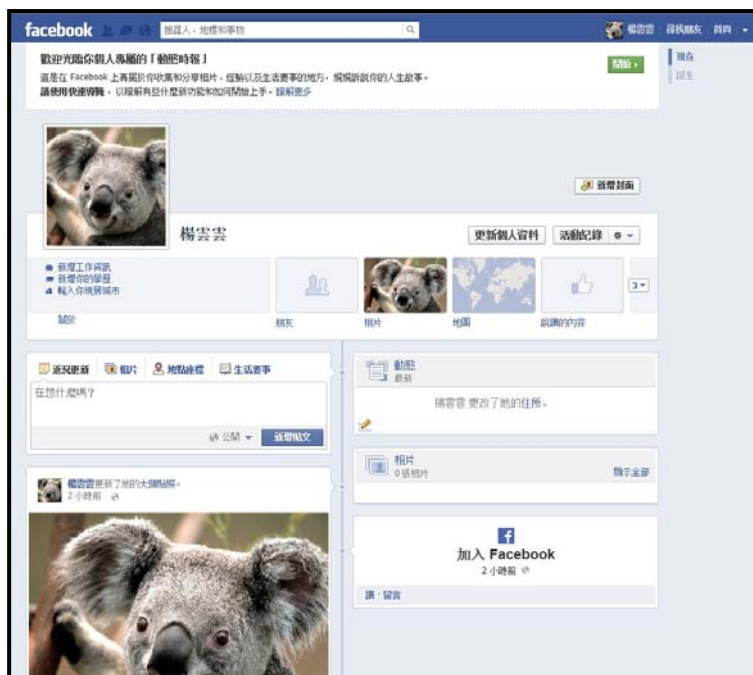 facebook
搜尋人、地標和事物
楊雲雲
尋找朋友
首頁
歡迎光臨你個人專屬的「動態時報」
這是在 Facebook 上專屬於你收集和分享相片、經驗以及生活要事的地方，娓娓訴說你的人生故事。
請使用快速導覽，以瞭解有些什麼新功能和如何開始上手。瞭解更多
開始
現在
誕生
新增封面
楊雲雲
更新個人資料
活動紀錄
新增工作資訊
新增你的學歷
輸入你現居城市
關於
朋友
相片
地圖
說讚的內容
3
近況更新
相片
地點座標
生活要事
在想什麼嗎？
公開
新增貼文
動態
最新
楊雲雲 更改了她的住所。
相片
0 張相片
顯示全部
楊雲雲更新了她的大頭貼照。
2 小時前
加入 Facebook
2 小時前
讚 · 留言